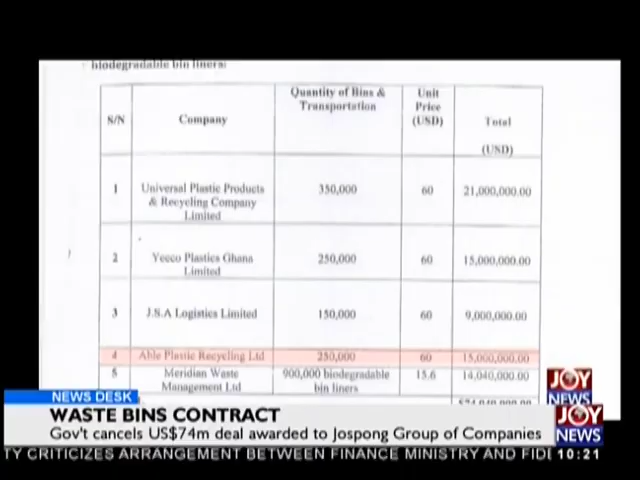 biodegradable bin liners:
S/N Company Quantity of Bins & Transportation Unit Price (USD) Total (USD)
1 Universal Plastic Products & Recycling Company Limited 350,000 60 21,000,000.00
2 Yeeco Plastics Ghana Limited 250,000 60 15,000,000.00
3 J.S.A Logistics Limited 150,000 60 9,000,000.00
4 Able Plastic Recycling Ltd 250,000 60 15,000,000.00
5 Meridian Waste Management Ltd 900,000 biodegradable bin liners 15.6 14,040,000.00
JOY
NEWS
NEWS DESK
WASTE BINS CONTRACT
Gov't cancels US$74m deal awarded to Jospong Group of Companies
JOY
NEWS
TY CRITICIZES ARRANGEMENT BETWEEN FINANCE MINISTRY AND FIDE
10:21